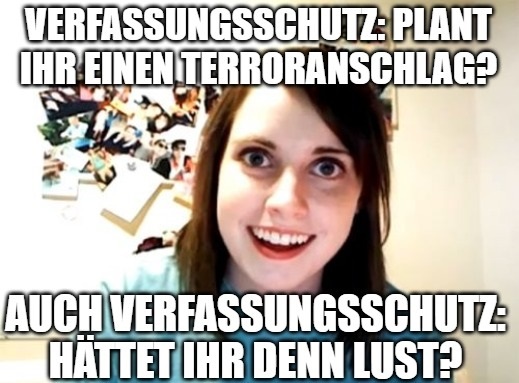 VERFASSUNGSSCHUTZ: PLANT
IHR EINEN TERRORANSCHLAG?
AUCH VERFASSUNGSSCHUTZ:
HÄTTET IHR DENN LUST?